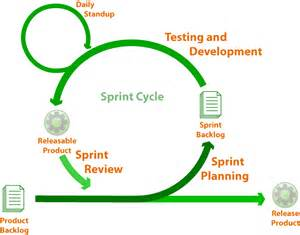 Daily
Standup
Testing and
Development
Sprint Cycle
Releasable
Product
Sprint
Backlog
Sprint
Review
Sprint
Planning
Product
Backlog
Released
Product